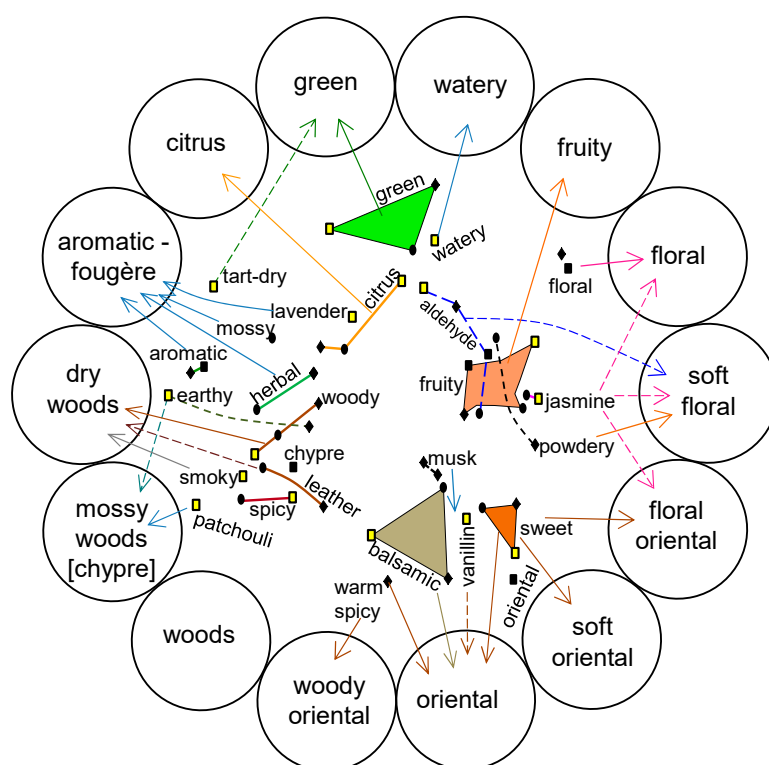 green
watery
citrus
fruity
green
aromatic -
fougère
floral
watery
tart-dry
citrus
floral
lavender
mossy
aldehyde
aromatic
dry
woods
herbal
earthy
woody
fruity
jasmine
soft
floral
powdery
chypre
musk
smoky
leather
spicy
patchouli
mossy
woods
[chypre]
balsamic
vanillin
sweet
floral
oriental
oriental
warm
spicy
woods
soft
oriental
woody
oriental
oriental